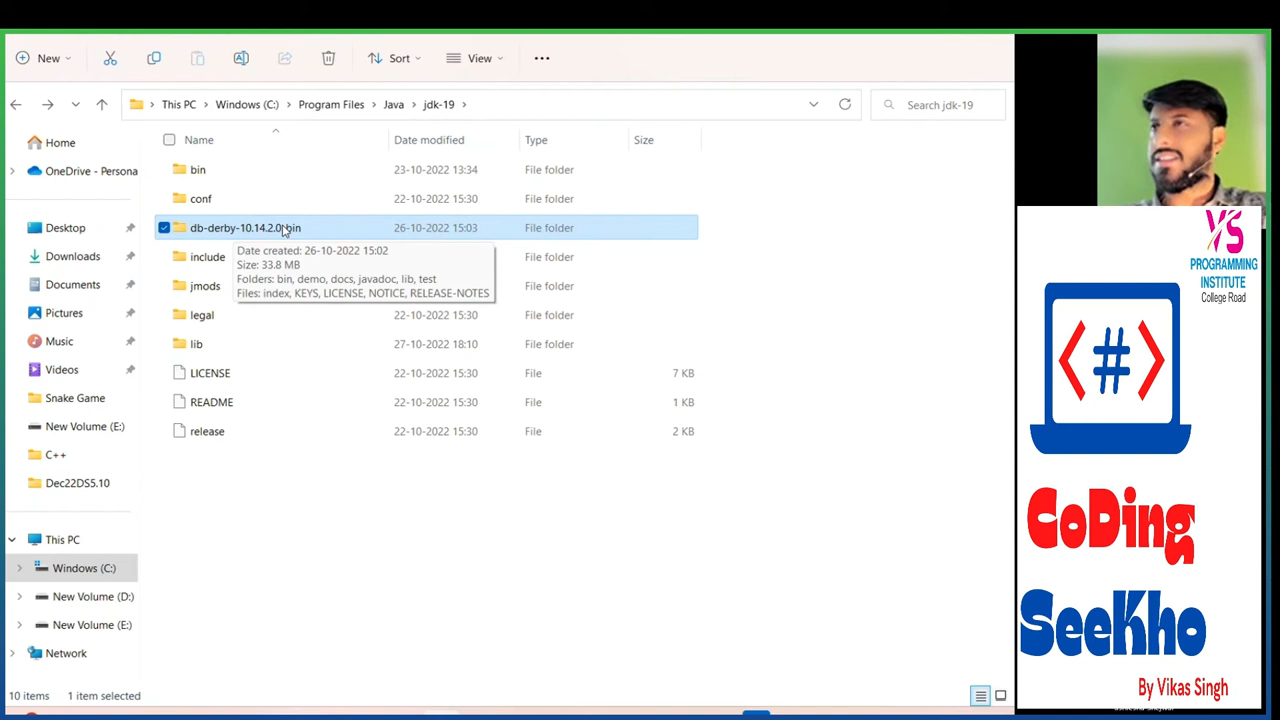 New
Sort
View
This PC
Windows (C:)
Program Files
Java
jdk-19
Search jdk-19
Name
Date modified
Type
Size
bin
23-10-2022 13:34
File folder
conf
22-10-2022 15:30
File folder
db-derby-10.14.2.0-bin
26-10-2022 15:03
File folder
include
jmods
22-10-2022 15:30
File folder
legal
22-10-2022 15:30
File folder
lib
27-10-2022 18:10
File folder
LICENSE
22-10-2022 15:30
File
7 KB
README
22-10-2022 15:30
File
1 KB
release
22-10-2022 15:30
File
2 KB
File folder
Date created: 26-10-2022 15:02
Size: 33.8 MB
Folders: bin, demo, docs, javadoc, lib, test
Files: index, KEYS, LICENSE, NOTICE, RELEASE-NOTES
Home
OneDrive - Persona
Desktop
Downloads
Documents
Pictures
Music
Videos
Snake Game
New Volume (E:)
C++
Dec22DS5.10
This PC
Windows (C:)
New Volume (D:)
New Volume (E:)
Network
10 items
1 item selected
VS
PROGRAMMING
INSTITUTE
College Road
<#>
CoDing
SeeKho
By Vikas Singh